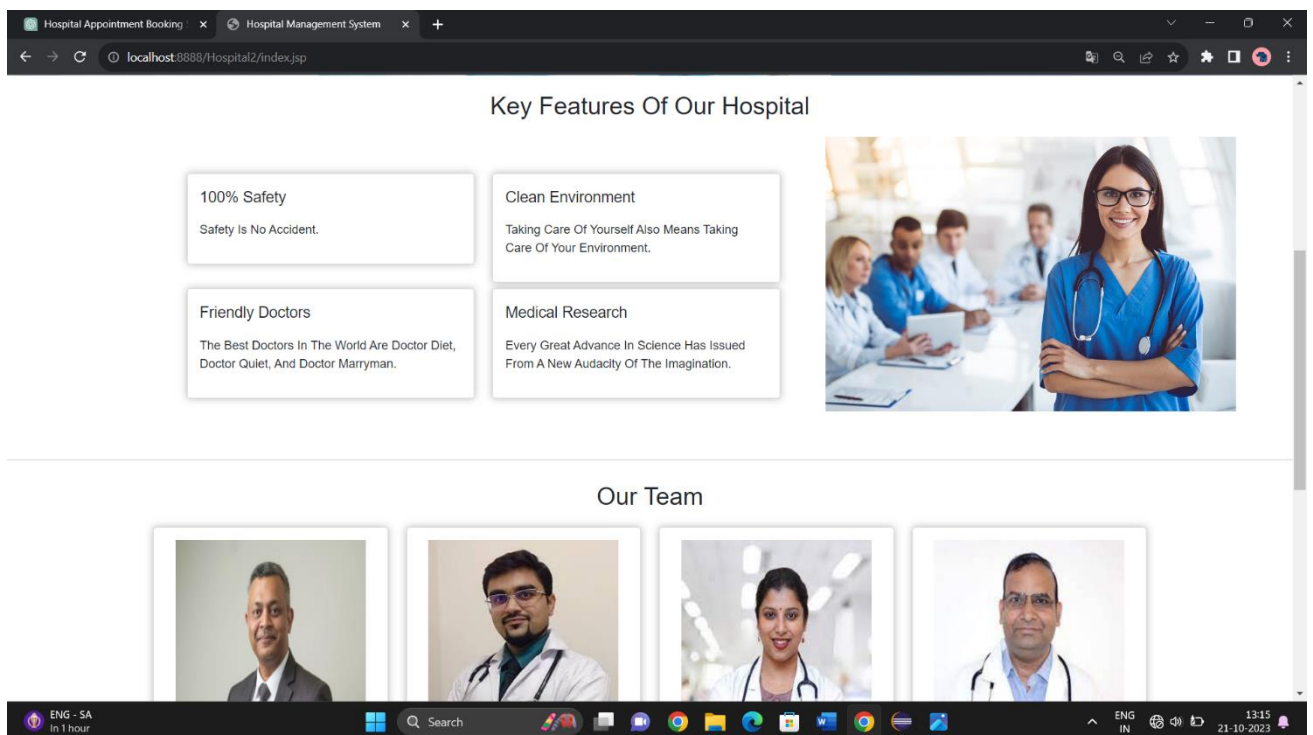 Hospital Appointment Booking
Hospital Management System
localhost:8888/Hospital2/index.jsp
Key Features Of Our Hospital
100% Safety
Safety Is No Accident.
Clean Environment
Taking Care Of Yourself Also Means Taking
Care Of Your Environment.
Friendly Doctors
The Best Doctors In The World Are Doctor Diet,
Doctor Quiet, And Doctor Marryman.
Medical Research
Every Great Advance In Science Has Issued
From A New Audacity Of The Imagination.
Our Team
ENG - SA
In 1 hour
Search
ENG
IN
13:15
21-10-2023